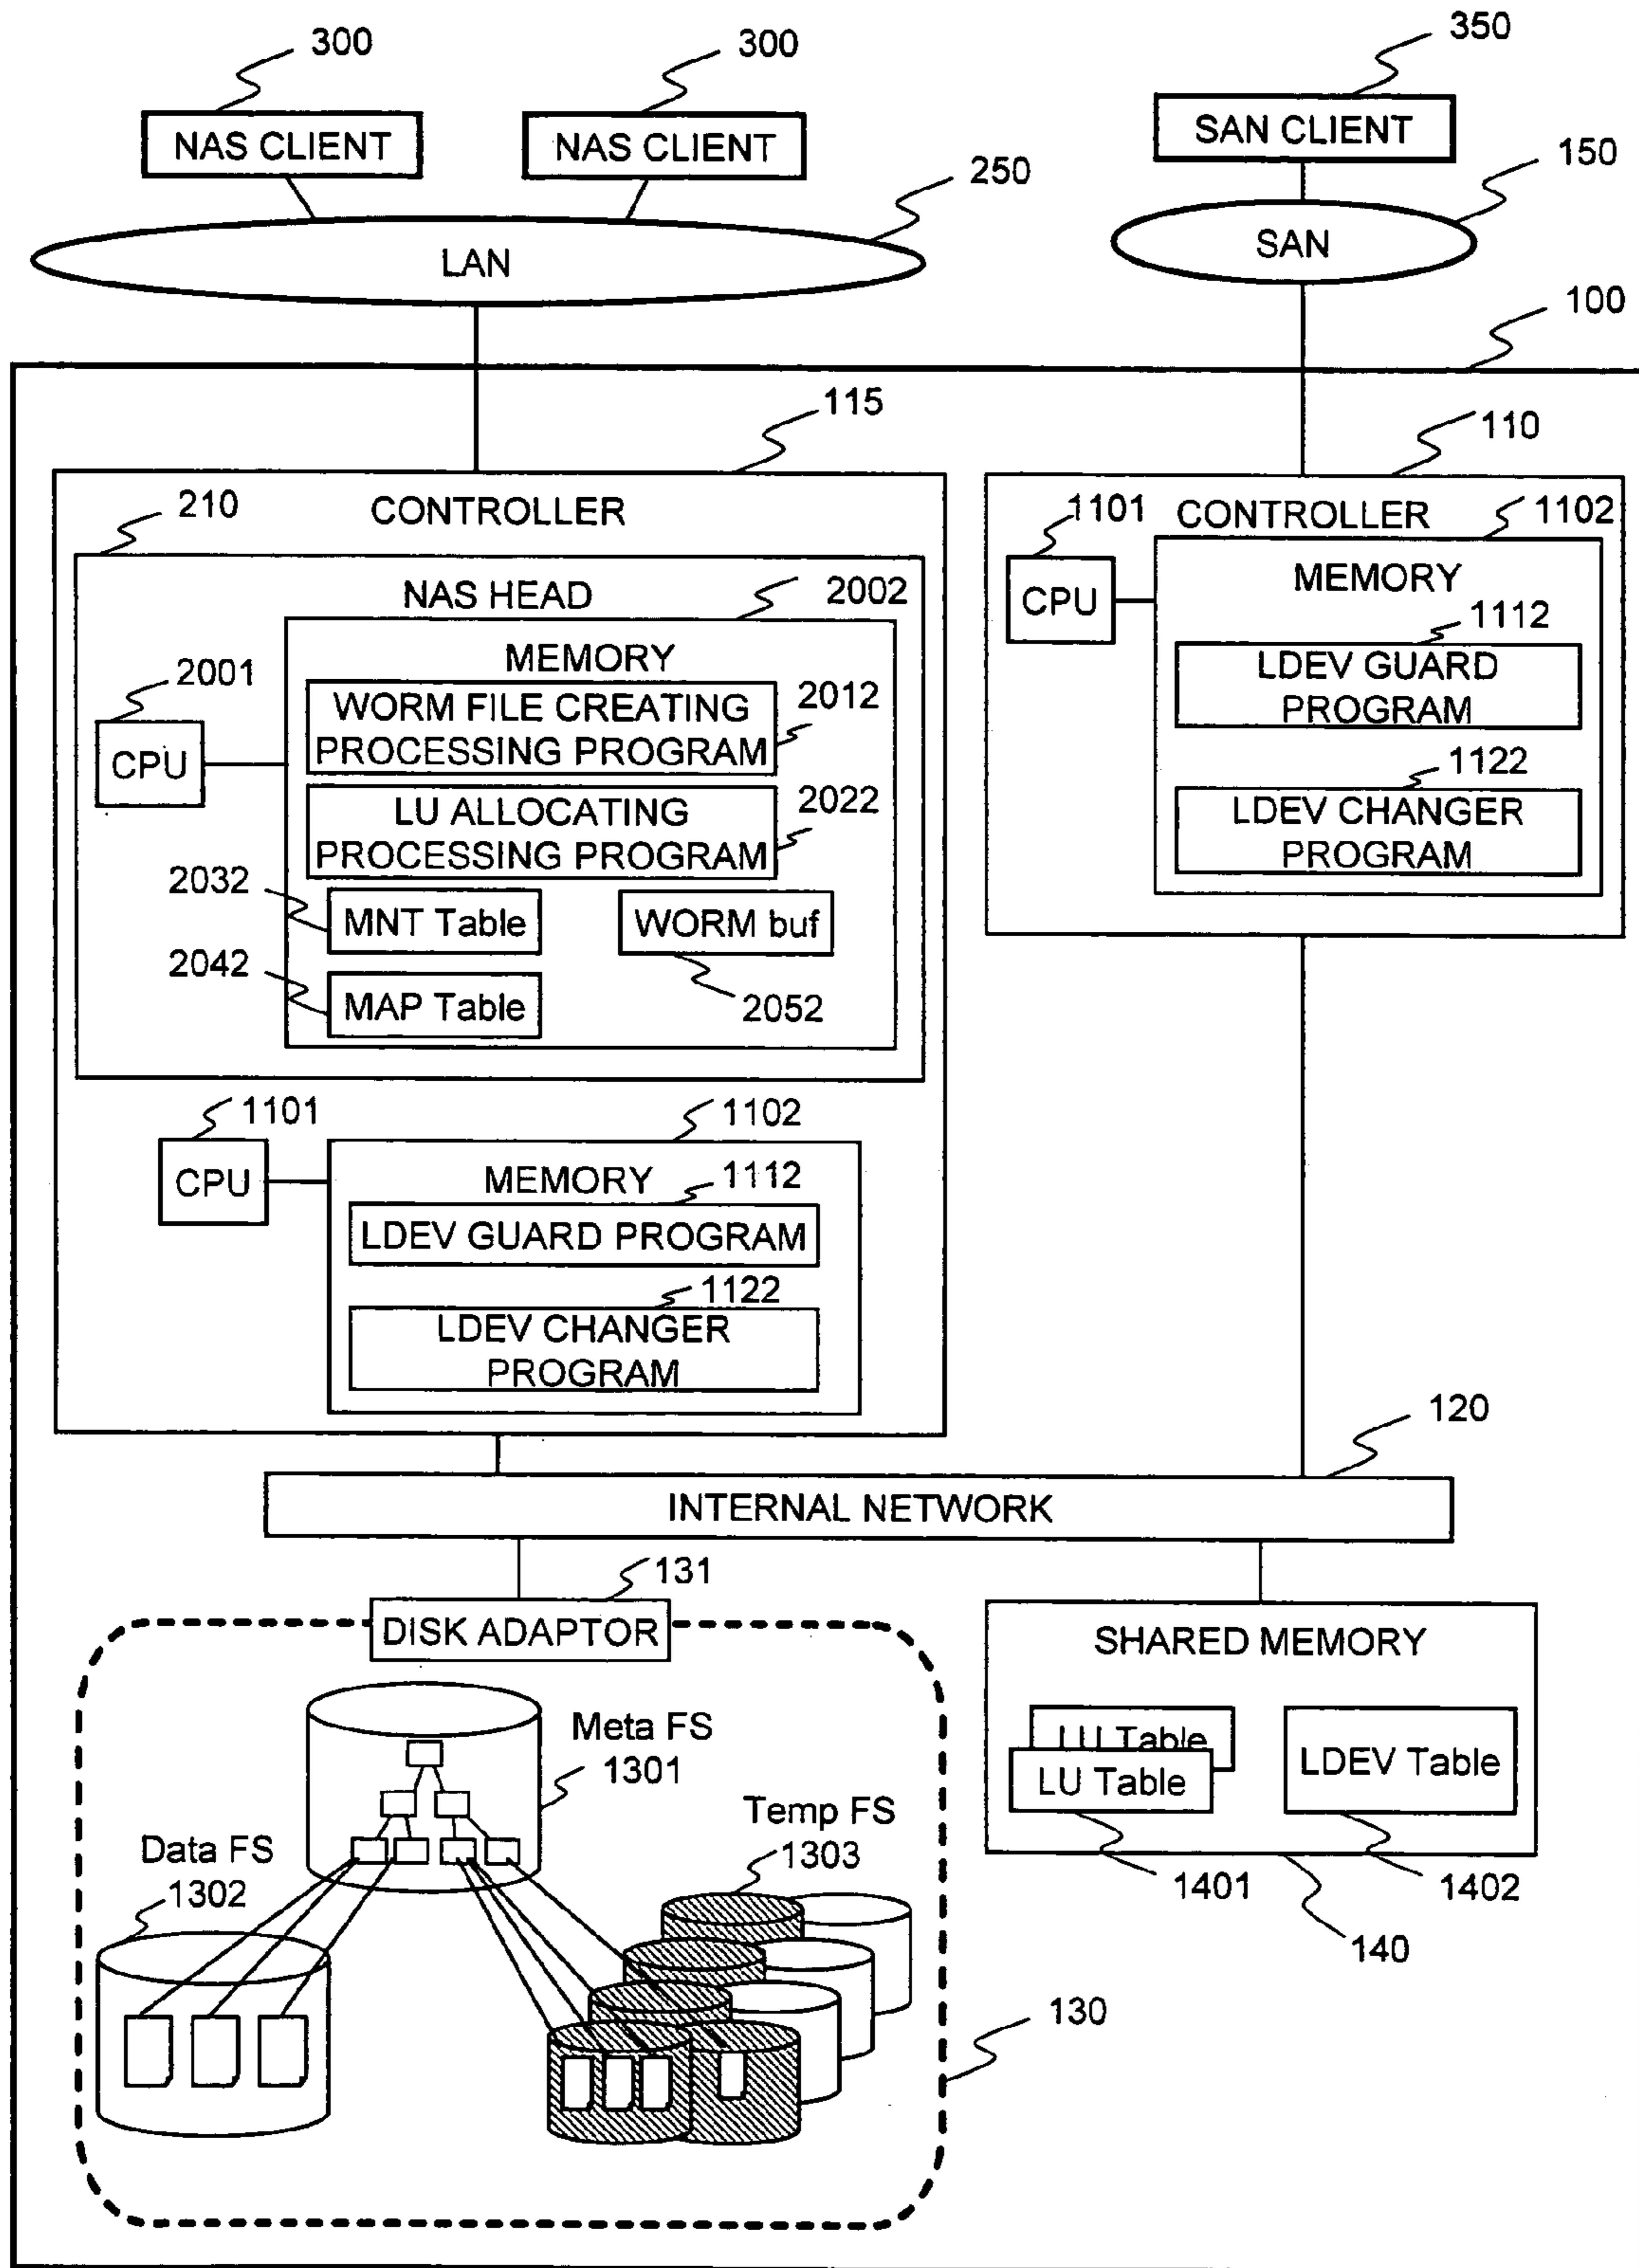 300
300
350
NAS CLIENT
NAS CLIENT
SAN CLIENT
250
150
LAN
SAN
100
115
110
210
CONTROLLER
1101
CONTROLLER
1102
NAS HEAD
2002
CPU
MEMORY
1112
MEMORY
2001
WORM FILE CREATING
PROCESSING PROGRAM
2012
LDEV GUARD
PROGRAM
CPU
1122
LU ALLOCATING
PROCESSING PROGRAM
2022
LDEV CHANGER
PROGRAM
2032
MNT Table
WORM buf
2042
MAP Table
2052
1101
1102
CPU
MEMORY
1112
LDEV GUARD PROGRAM
1122
LDEV CHANGER
PROGRAM
120
INTERNAL NETWORK
131
DISK ADAPTOR
SHARED MEMORY
Meta FS
1301
LU Table
LU Table
LDEV Table
Temp FS
1303
Data FS
1302
1401
1402
140
130